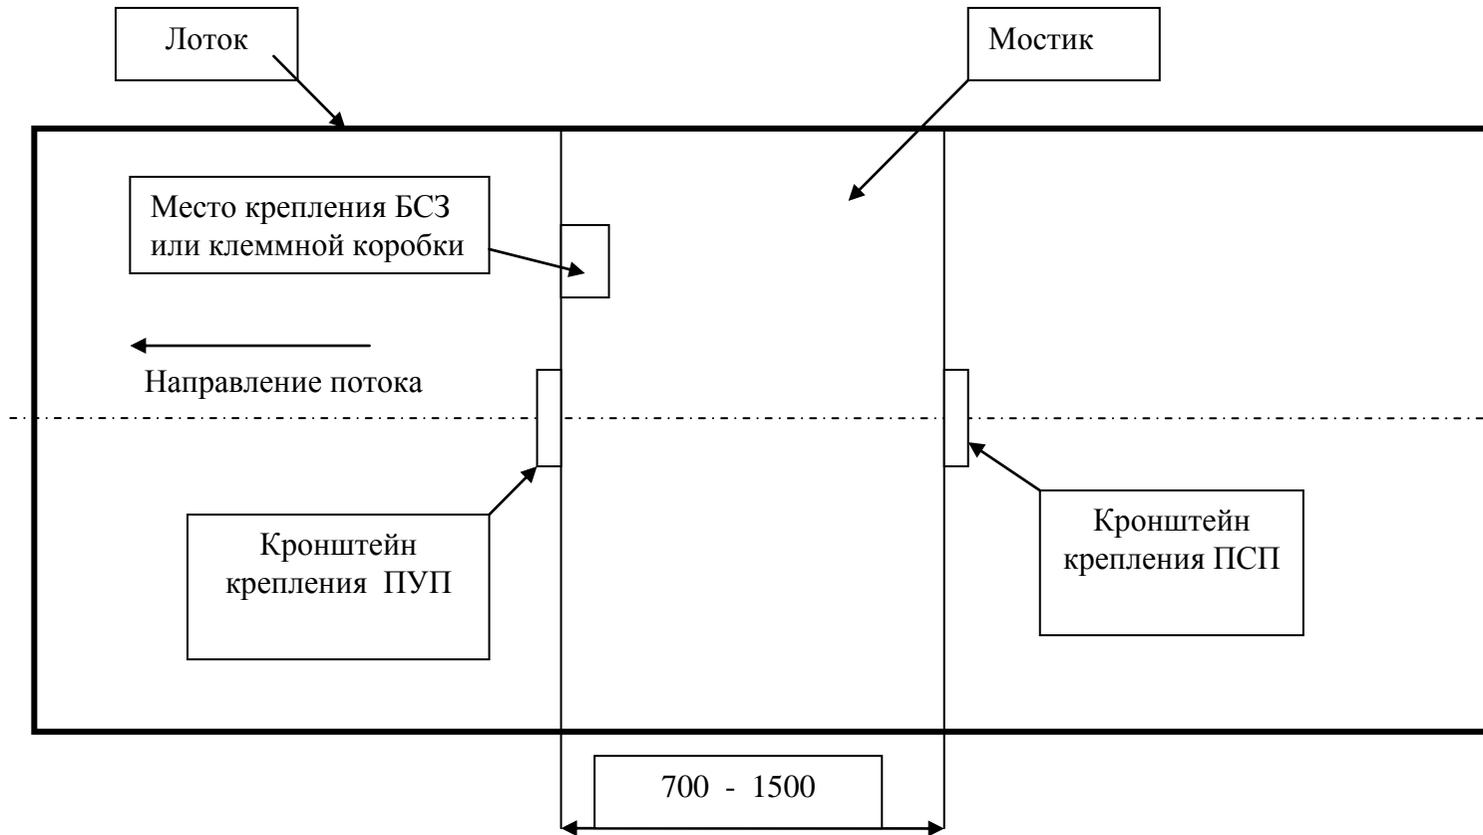 Лоток
Мостик
Место крепления БСЗ
или клеммной коробки
Направление потока
Кронштейн
крепления ПУП
Кронштейн
крепления ПСП
700 - 1500